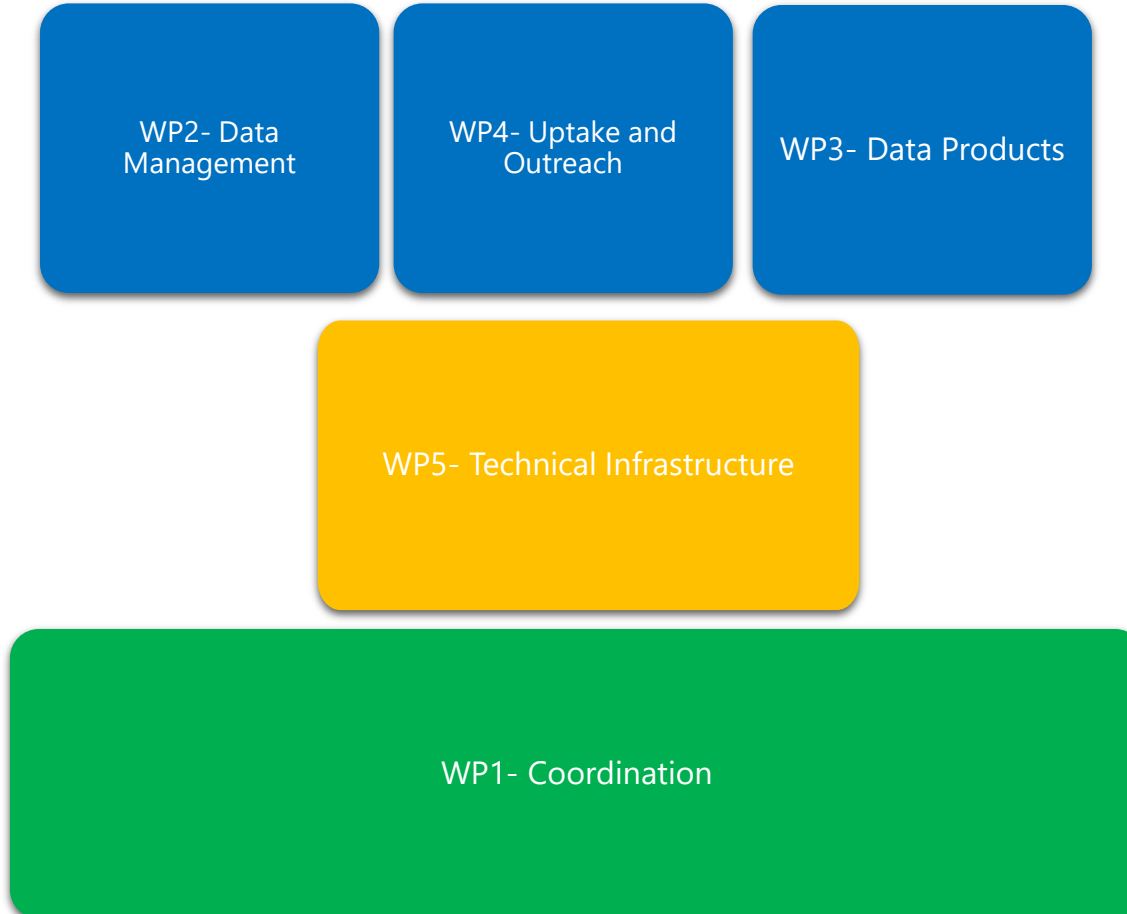 WP2- Data
Management
WP4- Uptake and
Outreach
WP3- Data Products
WP5- Technical Infrastructure
WP1- Coordination